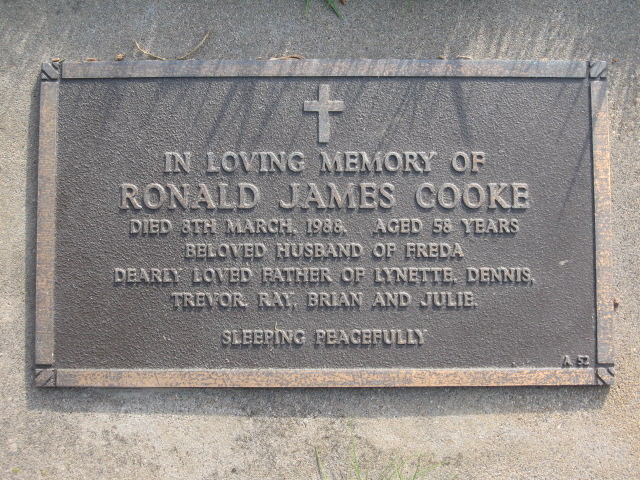 IN LOVING MEMORY OF
RONALD JAMES COOKE
DIED 8TH MARCH, 1988. AGED 58 YEARS
BELOVED HUSBAND OF FREDA
DEARLY LOVED FATHER OF LYNETTE, DENNIS,
TREVOR, RAY, BRIAN AND JULIE.
SLEEPING PEACEFULLY
A 52